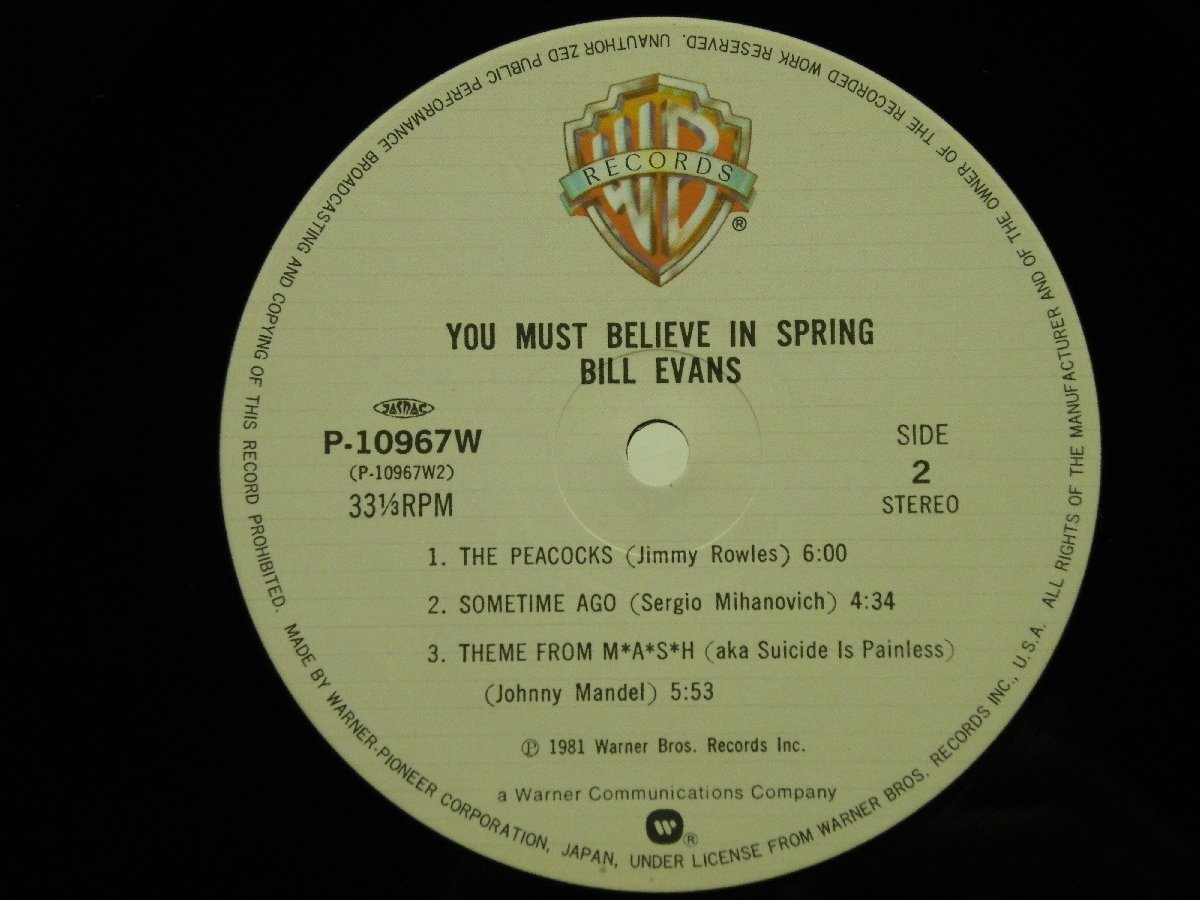 WB
RECORDS
®
YOU MUST BELIEVE IN SPRING
BILL EVANS
JASRAC
P-10967W
(P-10967W2)
33⅓RPM
SIDE
2
STEREO
1. THE PEACOCKS (Jimmy Rowles) 6:00
2. SOMETIME AGO (Sergio Mihanovich) 4:34
3. THEME FROM M*A*S*H (aka Suicide Is Painless)
(Johnny Mandel) 5:53
℗ 1981 Warner Bros. Records Inc.
a Warner Communications Company
®
MADE BY WARNER-PIONEER CORPORATION, JAPAN, UNDER LICENSE FROM WARNER BROS. RECORDS INC., U.S.A. ALL RIGHTS OF THE MANUFACTURER AND OF THE OWNER OF THE RECORDED WORK RESERVED. UNAUTHOR ZED PUBLIC PERFORMANCE BROADCASTING AND COPYING OF THIS RECORD PROHIBITED.